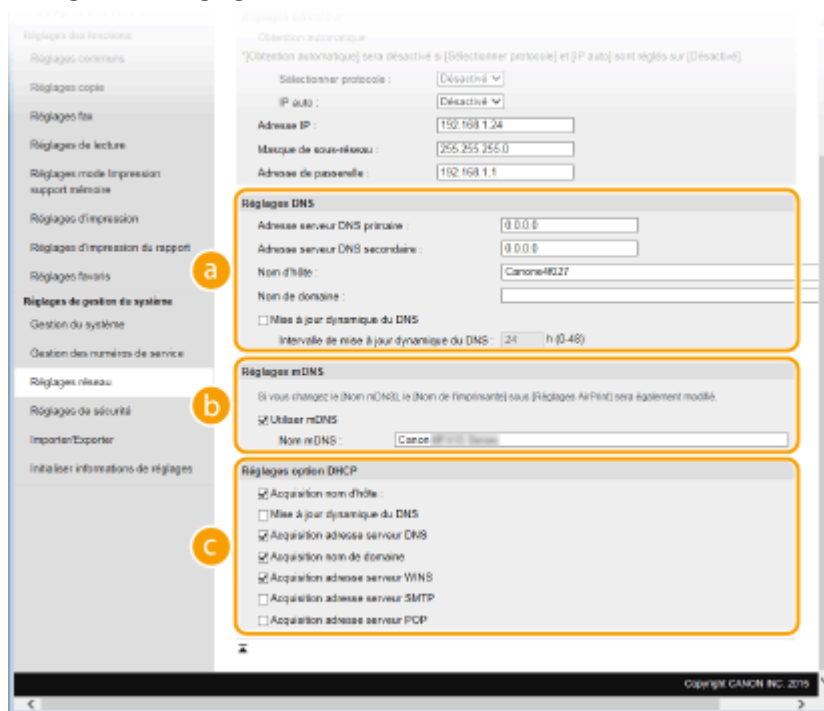 Réglages des fonctions
Réglages communs
Réglages copie
Réglages fax
Réglages de lecture
Réglages mode Impression
support mémoire
Réglages d'impression
Réglages d'impression du rapport
Réglages favoris
Réglages de gestion de système
Gestion du système
Gestion des numéros de service
Réglages réseau
Réglages de sécurité
Importer/Exporter
Initialiser informations de réglages
Obtention automatique
*[Obtention automatique] sera désactivé si [Sélectionner protocole] et [IP auto] sont réglés sur [Désactivé].
Sélectionner protocole : Désactivé
IP auto : Désactivé
Adresse IP : 192.168.1.24
Masque de sous-réseau : 255.255.255.0
Adresse de passerelle : 192.168.1.1
a
Réglages DNS
Adresse serveur DNS primaire : 0.0.0.0
Adresse serveur DNS secondaire : 0.0.0.0
Nom d'hôte : Canone4f027
Nom de domaine :
Mise à jour dynamique du DNS
Intervalle de mise à jour dynamique du DNS : 24 h (0-48)
b
Réglages mDNS
Si vous changez le [Nom mDNS], le [Nom de l'imprimante] sous [Réglages AirPrint] sera également modifié.
Utiliser mDNS
Nom mDNS : Canon
c
Réglages option DHCP
Acquisition nom d'hôte :
Mise à jour dynamique du DNS
Acquisition adresse serveur DNS
Acquisition nom de domaine
Acquisition adresse serveur WINS
Acquisition adresse serveur SMTP
Acquisition adresse serveur POP
Copyright CANON INC. 2015